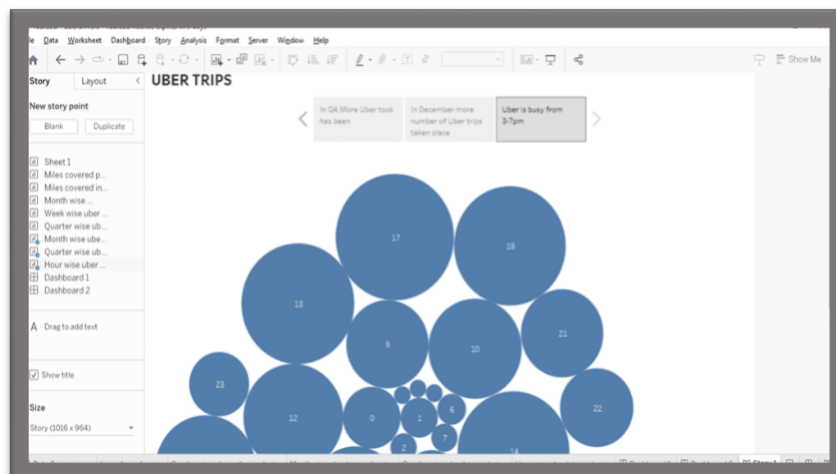 le Data Worksheet Dashboard Story Analysis Format Server Window Help
Show Me
Story Layout
UBER TRIPS
New story point
Blank Duplicate
In Q4,More Uber took
has been
In December more
number of Uber trips
taken place
Uber is busy from
3-7pm
Sheet 1
Miles covered p...
Miles covered in...
Month wise ...
Week wise uber ...
Quarter wise ub...
Month wise ube...
Quarter wise ub...
Hour wise uber ...
Dashboard 1
Dashboard 2
A Drag to add text
Show title
Size
Story (1016 x 964)
17
18
13
9
10
21
23
12
0
1
6
22
7
2
14